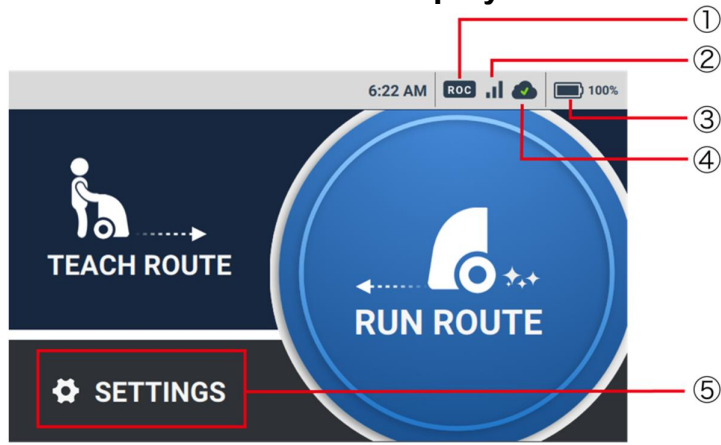 ①
②
6:22 AM ROC 100%
③
④
TEACH ROUTE
RUN ROUTE
SETTINGS
⑤